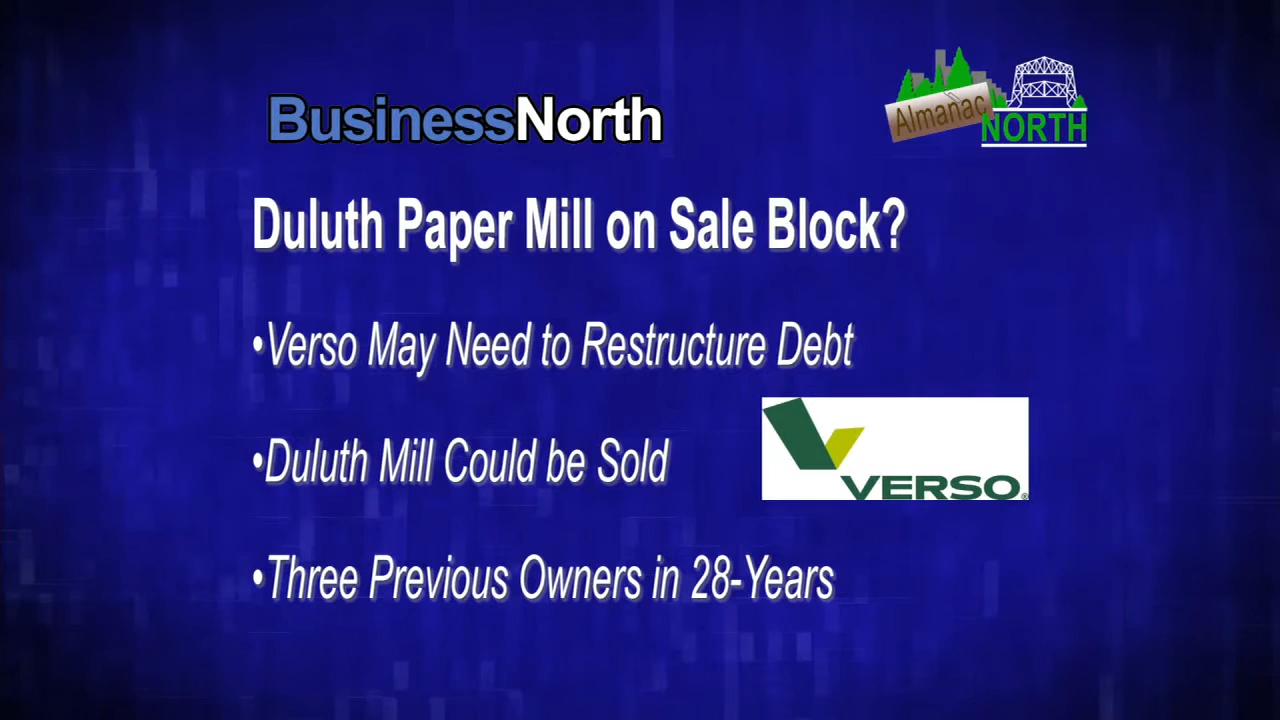 BusinessNorth
Almanac
NORTH
Duluth Paper Mill on Sale Block?
•Verso May Need to Restructure Debt
•Duluth Mill Could be Sold
VERSO®
•Three Previous Owners in 28-Years